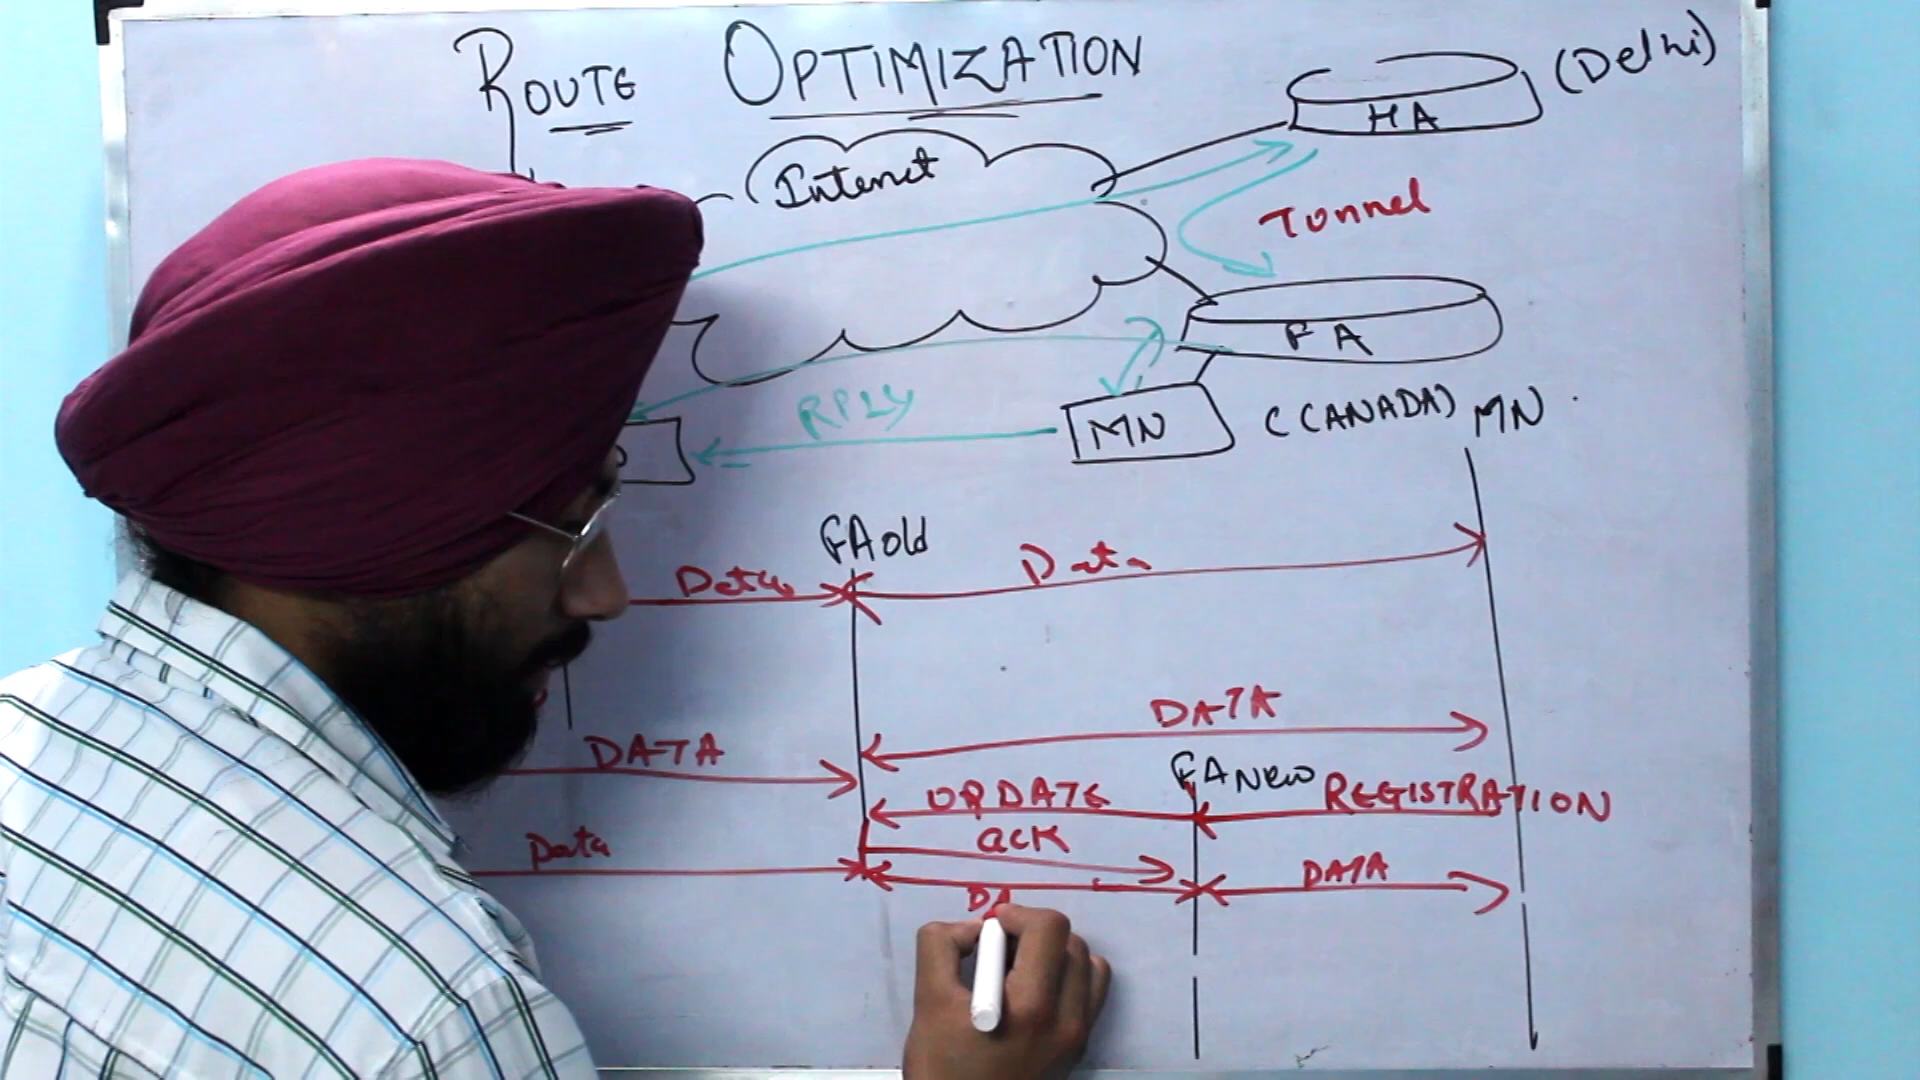 ROUTE OPTIMIZATION
(Delhi)
HA
Internet
Tunnel
FA
RPLY
MN
(CANADA)
MN
FA old
Data
Data
DATA
DATA
FA New
UPDATE
REGISTRATION
ack
Data
DATA
DA